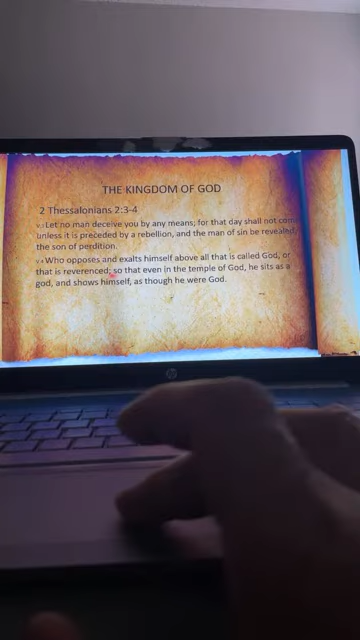 THE KINGDOM OF GOD
2 Thessalonians 2:3-4
v.3 Let no man deceive you by any means; for that day shall not come
unless it is preceded by a rebellion, and the man of sin be revealed,
the son of perdition.
v.4 Who opposes and exalts himself above all that is called God, or
that is reverenced; so that even in the temple of God, he sits as a
god, and shows himself, as though he were God.
hp